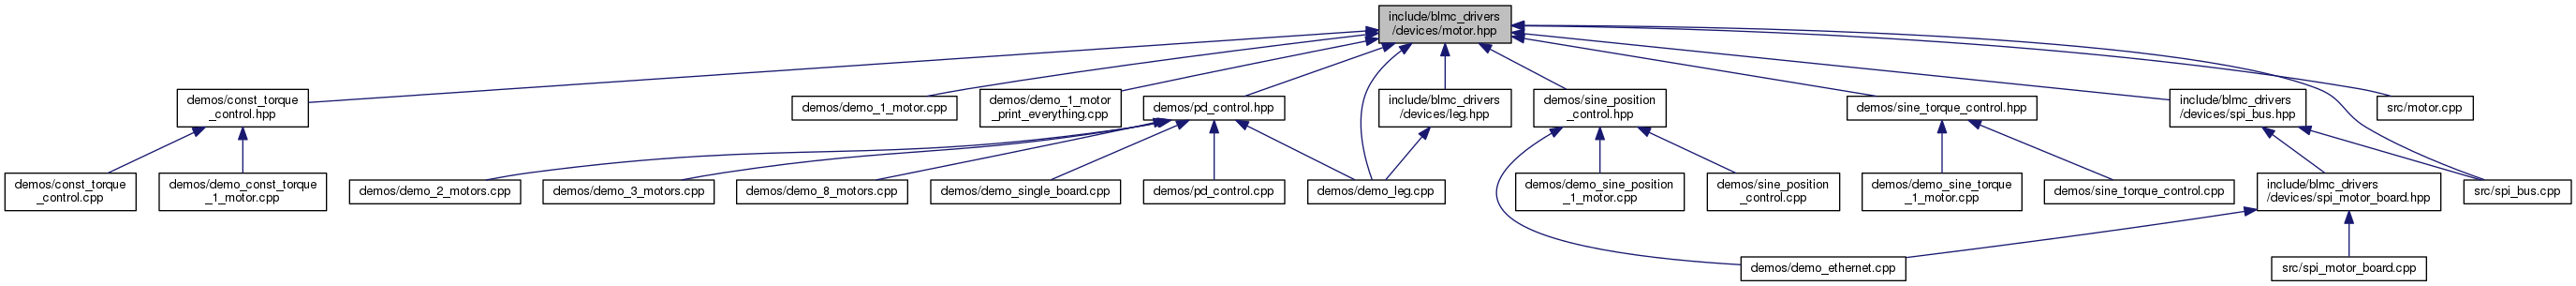 include/blmc_drivers
/devices/motor.hpp
demos/const_torque
_control.hpp
demos/demo_1_motor.cpp
demos/demo_1_motor
_print_everything.cpp
demos/pd_control.hpp
include/blmc_drivers
/devices/leg.hpp
demos/sine_position
_control.hpp
demos/sine_torque_control.hpp
include/blmc_drivers
/devices/spi_bus.hpp
src/motor.cpp
demos/const_torque
_control.cpp
demos/demo_const_torque
_1_motor.cpp
demos/demo_2_motors.cpp
demos/demo_3_motors.cpp
demos/demo_8_motors.cpp
demos/demo_single_board.cpp
demos/pd_control.cpp
demos/demo_leg.cpp
demos/demo_sine_position
_1_motor.cpp
demos/sine_position
_control.cpp
demos/demo_sine_torque
_1_motor.cpp
demos/sine_torque_control.cpp
include/blmc_drivers
/devices/spi_motor_board.hpp
src/spi_bus.cpp
demos/demo_ethernet.cpp
src/spi_motor_board.cpp